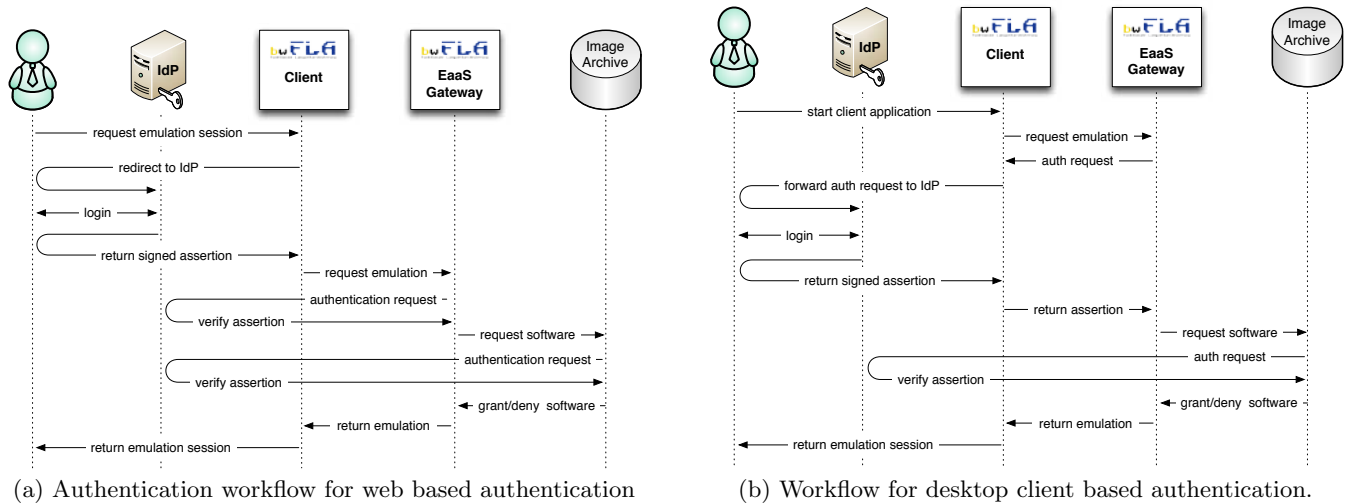 IdP
bwFLA
Client
bwFLA
EaaS
Gateway
Image
Archive
request emulation session
redirect to IdP
login
return signed assertion
request emulation
authentication request
verify assertion
request software
authentication request
verify assertion
grant/deny software
return emulation
return emulation session
(a) Authentication workflow for web based authentication
IdP
bwFLA
Client
bwFLA
EaaS
Gateway
Image
Archive
start client application
request emulation
auth request
forward auth request to IdP
login
return signed assertion
return assertion
request software
auth request
verify assertion
grant/deny software
return emulation
return emulation session
(b) Workflow for desktop client based authentication.